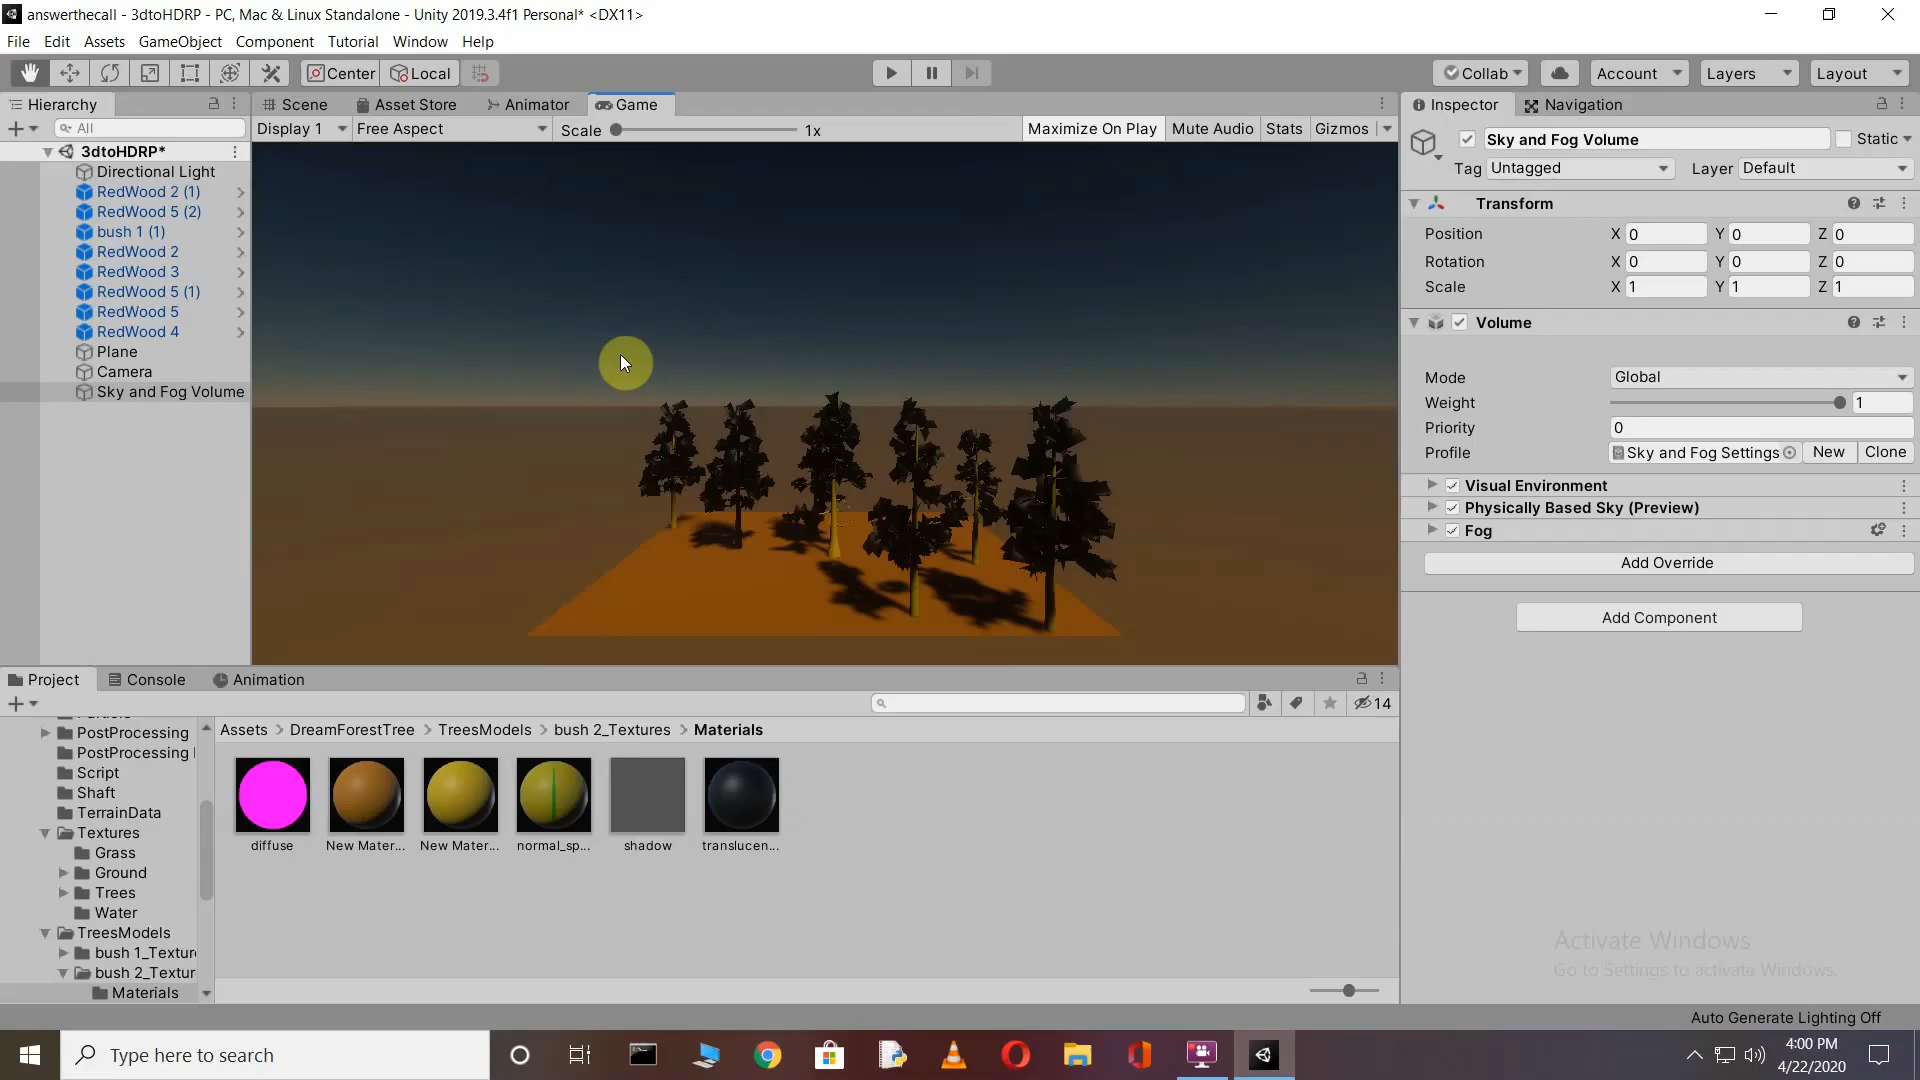 answerthecall - 3dtoHDRP - PC, Mac & Linux Standalone - Unity 2019.3.4f1 Personal* <DX11>
File Edit Assets GameObject Component Tutorial Window Help
Center Local Collab Account Layers Layout
Hierarchy Scene Asset Store Animator Game Inspector Navigation
All Display 1 Free Aspect Scale 1x Maximize On Play Mute Audio Stats Gizmos
3dtoHDRP*
Directional Light
RedWood 2 (1)
RedWood 5 (2)
bush 1 (1)
RedWood 2
RedWood 3
RedWood 5 (1)
RedWood 5
RedWood 4
Plane
Camera
Sky and Fog Volume
Sky and Fog Volume Static
Tag Untagged Layer Default
Transform
Position X 0 Y 0 Z 0
Rotation X 0 Y 0 Z 0
Scale X 1 Y 1 Z 1
Volume
Mode Global
Weight 1
Priority 0
Profile Sky and Fog Settings New Clone
Visual Environment
Physically Based Sky (Preview)
Fog
Add Override
Add Component
Project Console Animation
14
PostProcessing
PostProcessing
Script
Shaft
TerrainData
Textures
Grass
Ground
Trees
Water
TreesModels
bush 1_Textur
bush 2_Textur
Materials
Assets > DreamForestTree > TreesModels > bush 2_Textures > Materials
diffuse New Mater... New Mater... normal_sp... shadow translucen...
Activate Windows
Go to Settings to activate Windows.
Auto Generate Lighting Off
Type here to search
4:00 PM
4/22/2020